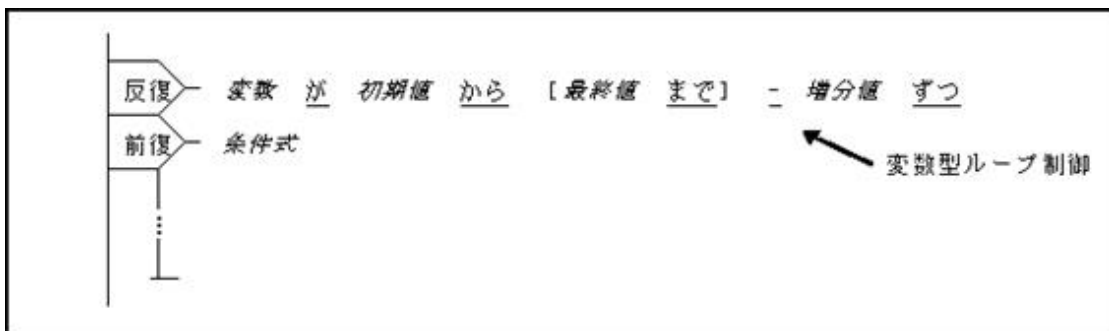 反復 変数 が 初期値 から [最終値 まで] - 増分値 ずつ
前復 条件式
変数型ループ制御